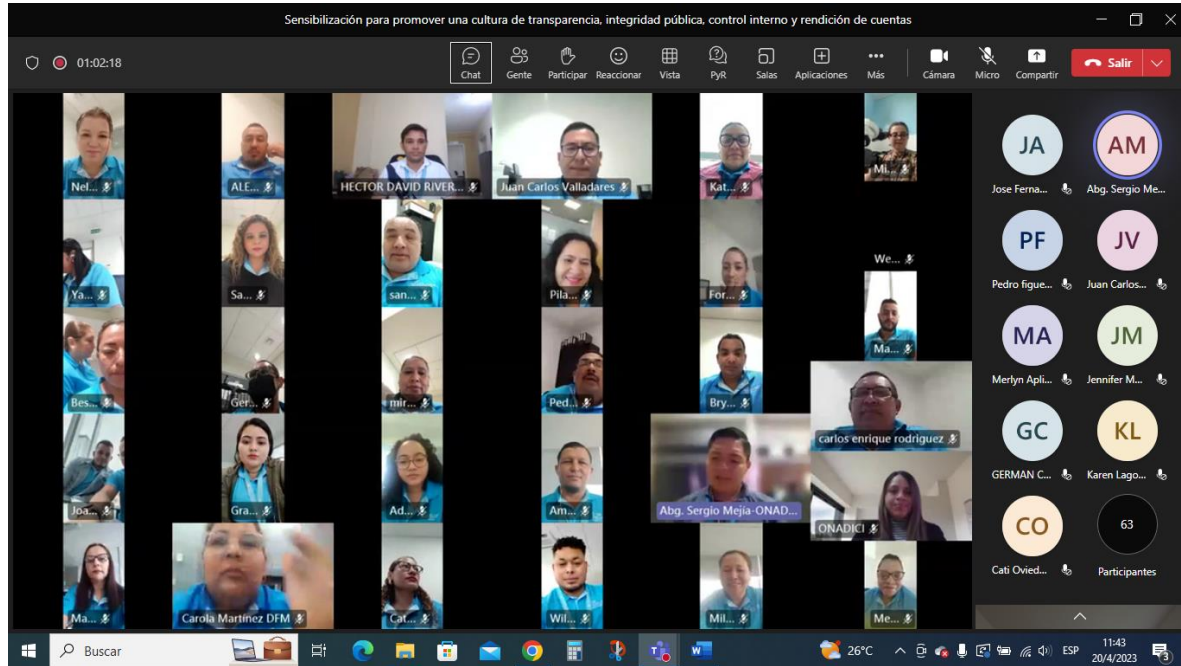 Sensibilización para promover una cultura de transparencia, integridad pública, control interno y rendición de cuentas
01:02:18
Chat
Gente
Participar
Reaccionar
Vista
PyR
Salas
Aplicaciones
Más
Cámara
Micro
Compartir
Salir
Nel...
ALE...
HECTOR DAVID RIVER...
Juan Carlos Valladares
Kat...
Mi...
Ya...
Sa...
san...
Pila...
For...
We...
Bes...
Ger...
mir...
Ped...
Bry...
Ma...
carlos enrique rodriguez
Joa...
Gra...
Ad...
Am...
Abg. Sergio Mejía-ONAD...
ONADICI
Ma...
Carola Martínez DFM
Cat...
Wil...
Mil...
Me...
JA
AM
Jose Ferna...
Abg. Sergio Me...
PF
JV
Pedro figue...
Juan Carlos...
MA
JM
Merlyn Apli...
Jennifer M...
GC
KL
GERMAN C...
Karen Lago...
CO
63
Cati Ovied...
Participantes
Buscar
26°C
ESP
11:43
20/4/2023
3